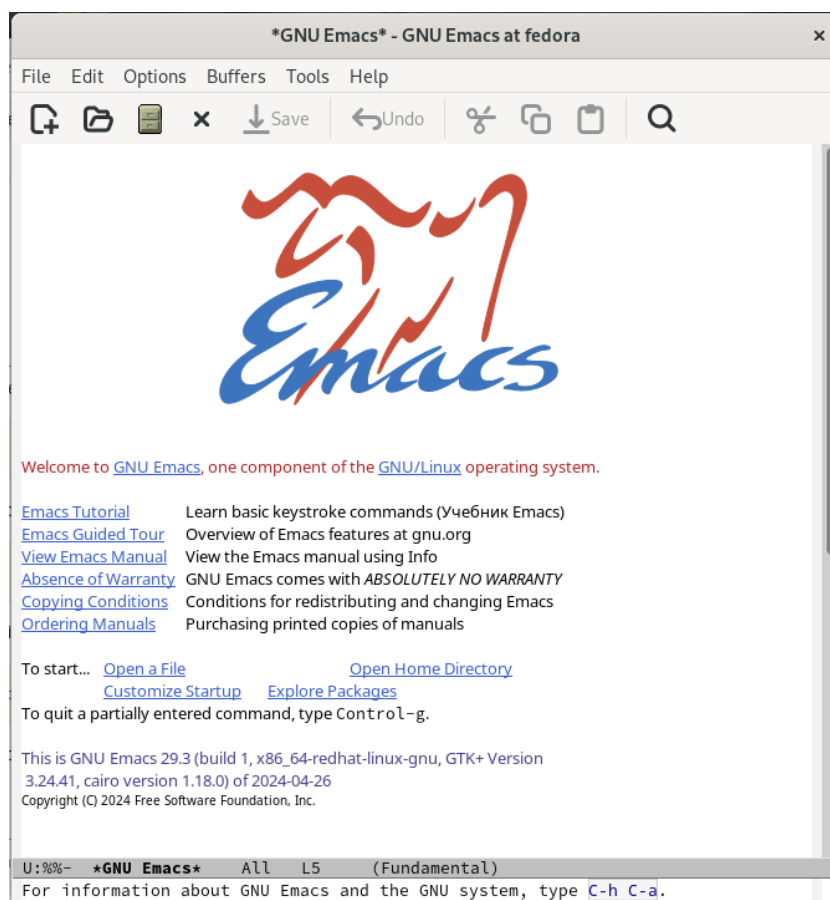 *GNU Emacs* - GNU Emacs at fedora ×
File Edit Options Buffers Tools Help
Save Undo
Emacs
Welcome to GNU Emacs, one component of the GNU/Linux operating system.
Emacs Tutorial Learn basic keystroke commands (Учебник Emacs)
Emacs Guided Tour Overview of Emacs features at gnu.org
View Emacs Manual View the Emacs manual using Info
Absence of Warranty GNU Emacs comes with ABSOLUTELY NO WARRANTY
Copying Conditions Conditions for redistributing and changing Emacs
Ordering Manuals Purchasing printed copies of manuals
To start... Open a File Open Home Directory
Customize Startup Explore Packages
To quit a partially entered command, type Control-g.
This is GNU Emacs 29.3 (build 1, x86_64-redhat-linux-gnu, GTK+ Version
3.24.41, cairo version 1.18.0) of 2024-04-26
Copyright (C) 2024 Free Software Foundation, Inc.
U:%%- *GNU Emacs* All L5 (Fundamental)
For information about GNU Emacs and the GNU system, type C-h C-a.